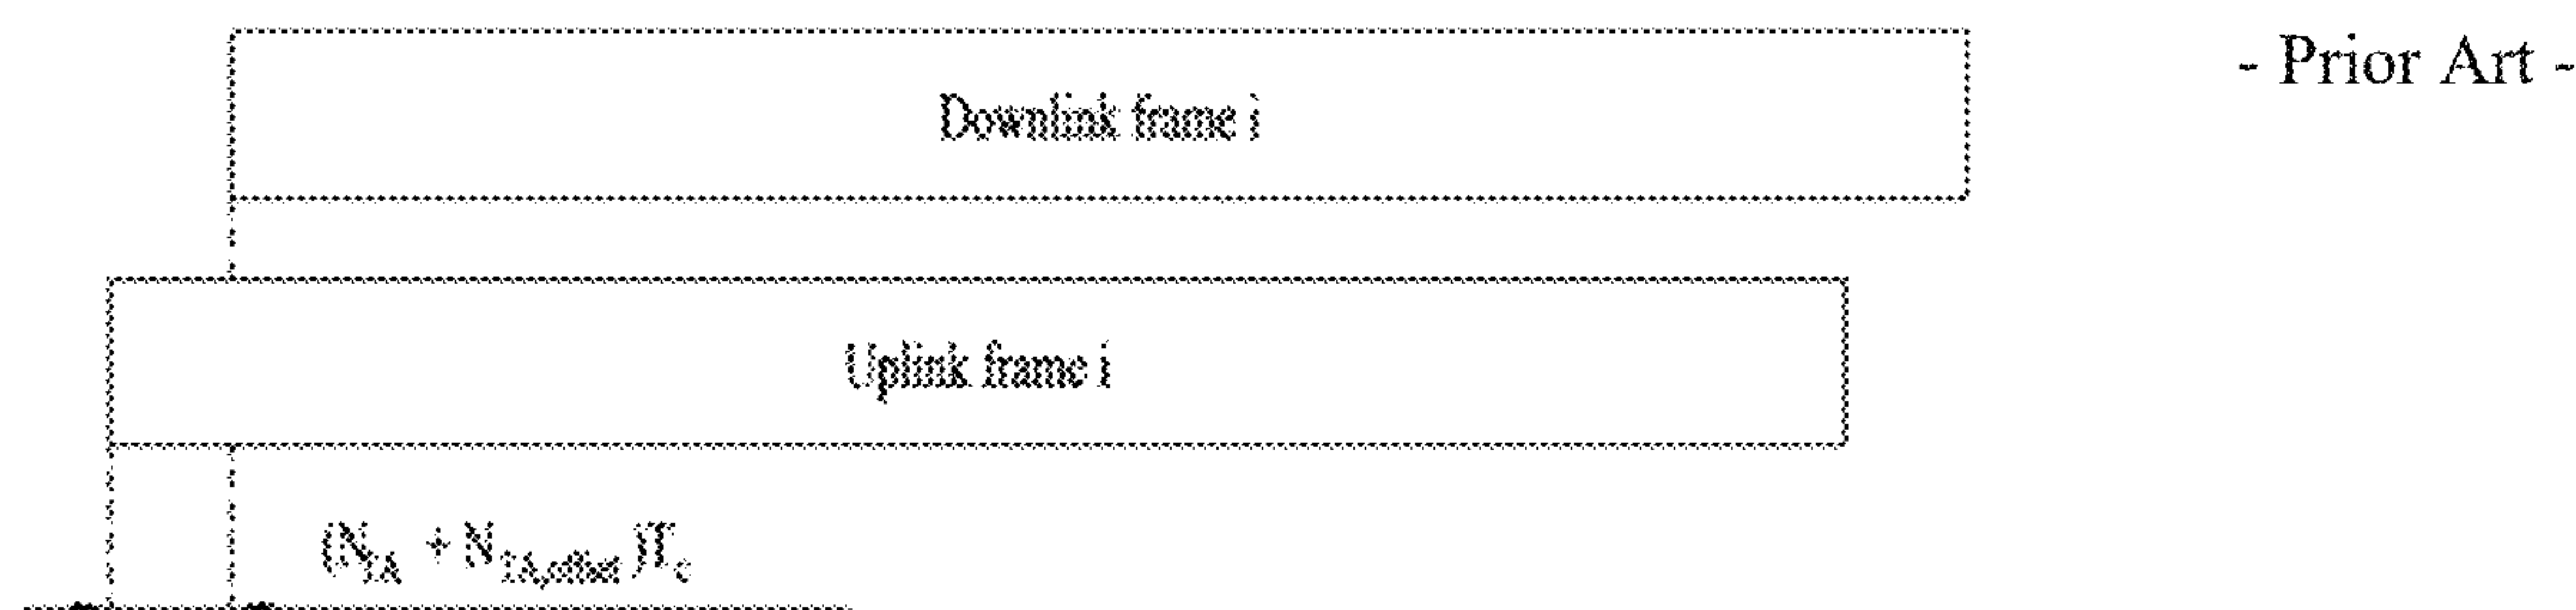 - Prior Art -
Downlink frame i
Uplink frame i
(N_TA + N_TA,offset)T_c